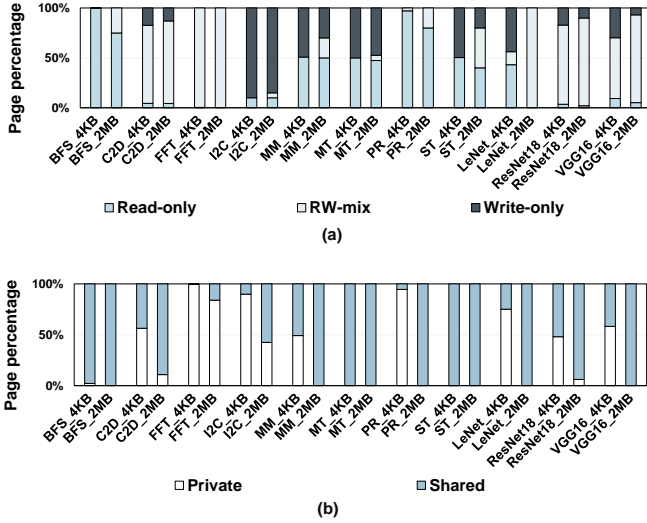 Page percentage
100%
50%
0%
BFS_4KB
BFS_2MB
C2D_4KB
C2D_2MB
FFT_4KB
FFT_2MB
I2C_4KB
I2C_2MB
MM_4KB
MM_2MB
MT_4KB
MT_2MB
PR_4KB
PR_2MB
ST_4KB
ST_2MB
LeNet_4KB
LeNet_2MB
ResNet18_4KB
ResNet18_2MB
VGG16_4KB
VGG16_2MB
Read-only RW-mix Write-only
(a)
Page percentage
100%
50%
0%
BFS_4KB
BFS_2MB
C2D_4KB
C2D_2MB
FFT_4KB
FFT_2MB
I2C_4KB
I2C_2MB
MM_4KB
MM_2MB
MT_4KB
MT_2MB
PR_4KB
PR_2MB
ST_4KB
ST_2MB
LeNet_4KB
LeNet_2MB
ResNet18_4KB
ResNet18_2MB
VGG16_4KB
VGG16_2MB
Private Shared
(b)